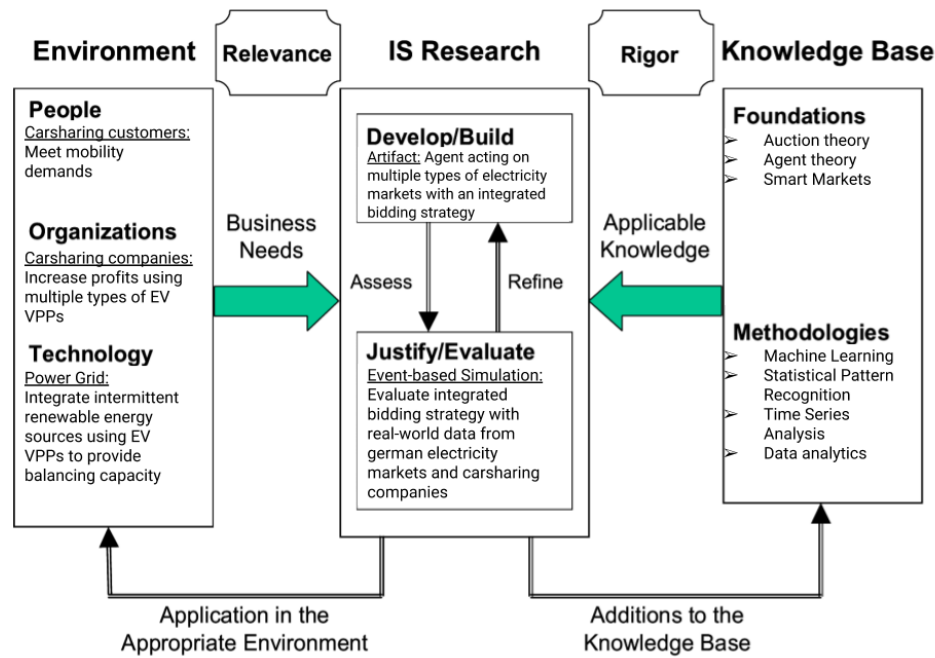 Environment
Relevance
IS Research
Rigor
Knowledge Base
People
Carsharing customers:
Meet mobility
demands
Organizations
Carsharing companies:
Increase profits using
multiple types of EV
VPPs
Technology
Power Grid:
Integrate intermittent
renewable energy
sources using EV
VPPs to provide
balancing capacity
Business
Needs
Develop/Build
Artifact: Agent acting on
multiple types of electricity
markets with an integrated
bidding strategy
Assess
Refine
Justify/Evaluate
Event-based Simulation:
Evaluate integrated
bidding strategy with
real-world data from
german electricity
markets and carsharing
companies
Applicable
Knowledge
Foundations
➢ Auction theory
➢ Agent theory
➢ Smart Markets
Methodologies
➢ Machine Learning
➢ Statistical Pattern
Recognition
➢ Time Series
Analysis
➢ Data analytics
Application in the
Appropriate Environment
Additions to the
Knowledge Base